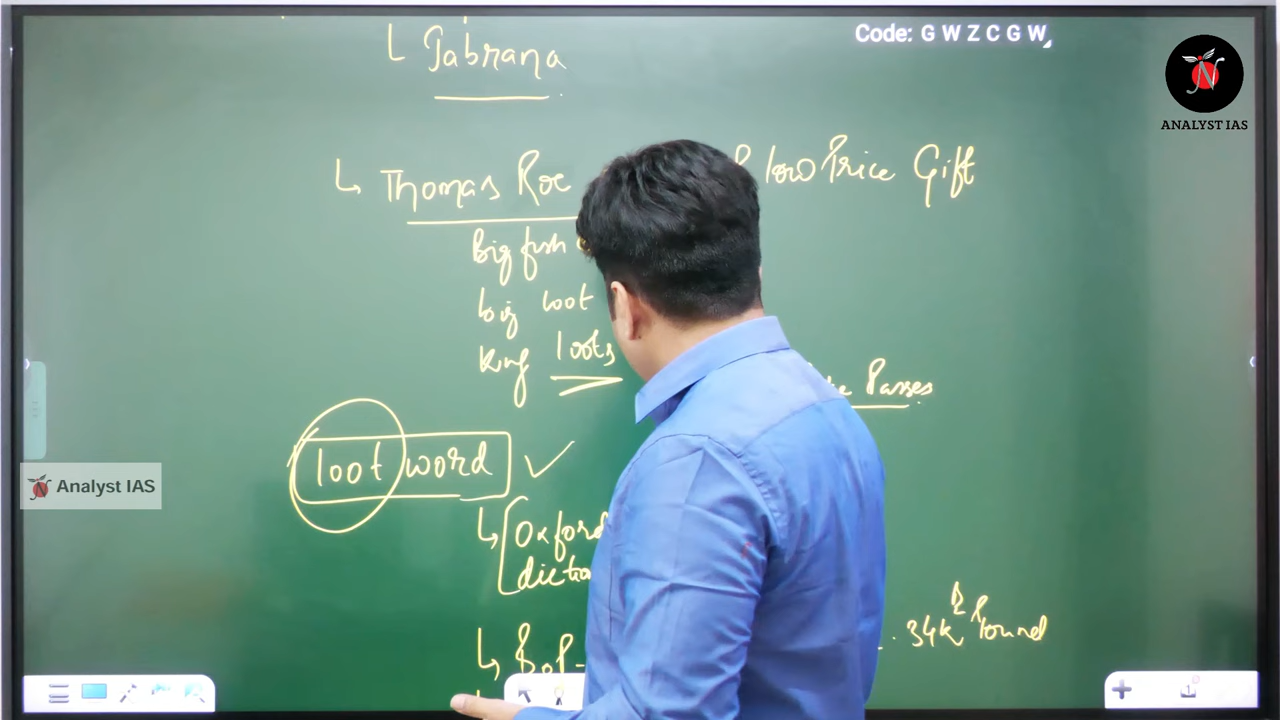 Code: G W Z C G W
ANALYST IAS
↳ Thomas Roe low Price Gift
Big fish
big loot
King loots
Passes
loot word ✓
Analyst IAS
↳ Oxford
34k Pound